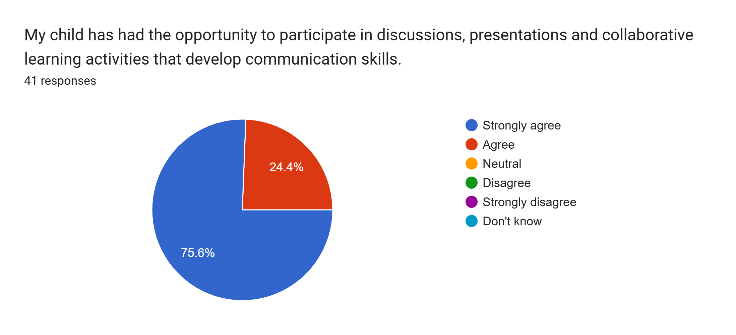 My child has had the opportunity to participate in discussions, presentations and collaborative
learning activities that develop communication skills.
41 responses
Strongly agree
Agree
Neutral
Disagree
Strongly disagree
Don't know
24.4%
75.6%